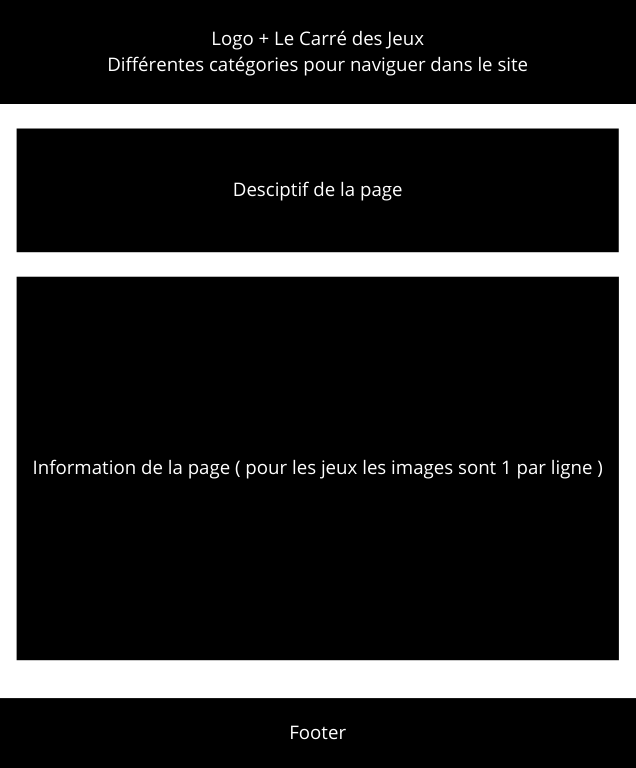 Logo + Le Carré des Jeux
Différentes catégories pour naviguer dans le site
Desciptif de la page
Information de la page ( pour les jeux les images sont 1 par ligne )
Footer